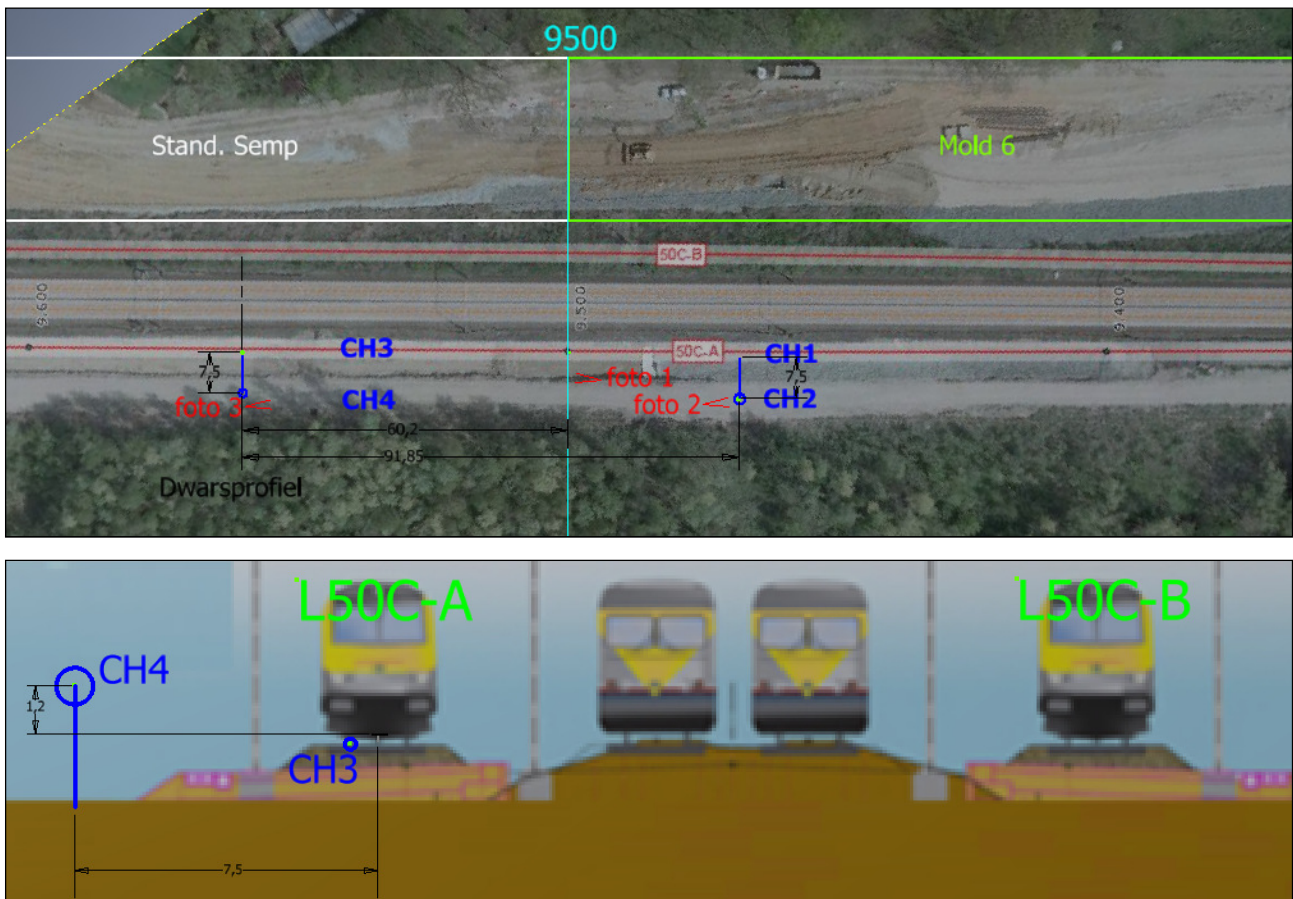 9500
Stand. Semp
Mold 6
50C-B
9.600
9.500
9.400
CH3
50C-A
CH1
7,5
7,5
foto 1
foto 3
CH4
foto 2
CH2
60,2
91,85
Dwarsprofiel
L50C-A
L50C-B
CH4
1,2
CH3
7,5